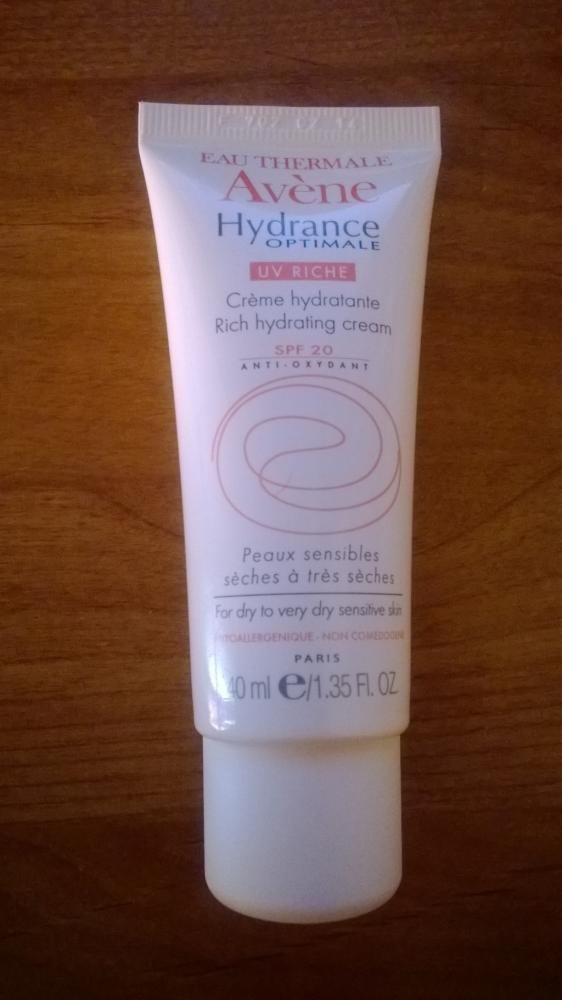 EAU THERMALE
Avène
Hydrance
OPTIMALE
UV RICHE
Crème hydratante
Rich hydrating cream
SPF 20
ANTI-OXYDANT
Peaux sensibles
sèches à très sèches
For dry to very dry sensitive skin
HYPOALLERGENIQUE - NON COMEDOGENE
PARIS
40 ml e/1.35 Fl. OZ